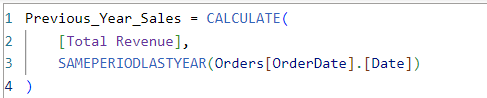 1 Previous_Year_Sales = CALCULATE(
2 [Total Revenue],
3 SAMEPERIODLASTYEAR(Orders[OrderDate].[Date])
4 )